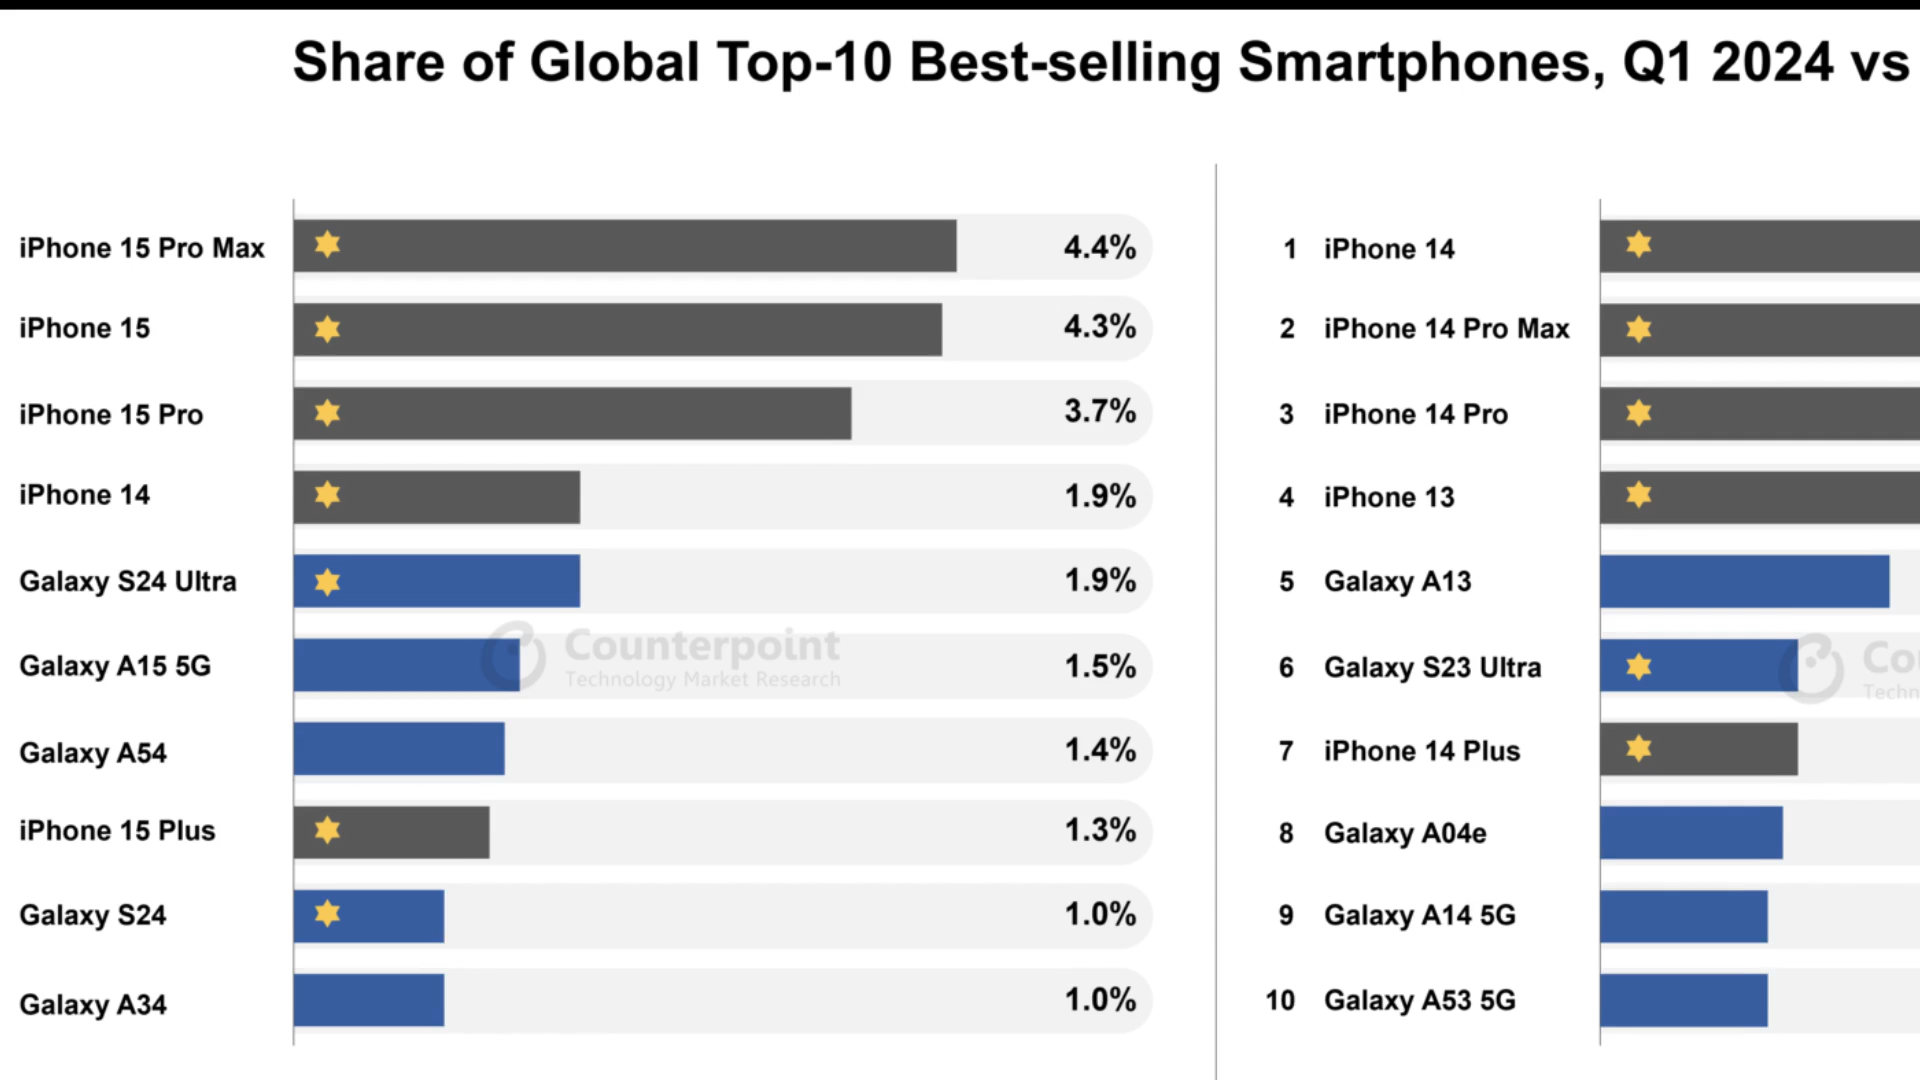 Share of Global Top-10 Best-selling Smartphones, Q1 2024 vs
iPhone 15 Pro Max 4.4%
iPhone 15 4.3%
iPhone 15 Pro 3.7%
iPhone 14 1.9%
Galaxy S24 Ultra 1.9%
Galaxy A15 5G 1.5%
Galaxy A54 1.4%
iPhone 15 Plus 1.3%
Galaxy S24 1.0%
Galaxy A34 1.0%
Counterpoint
Technology Market Research
1 iPhone 14
2 iPhone 14 Pro Max
3 iPhone 14 Pro
4 iPhone 13
5 Galaxy A13
6 Galaxy S23 Ultra
7 iPhone 14 Plus
8 Galaxy A04e
9 Galaxy A14 5G
10 Galaxy A53 5G